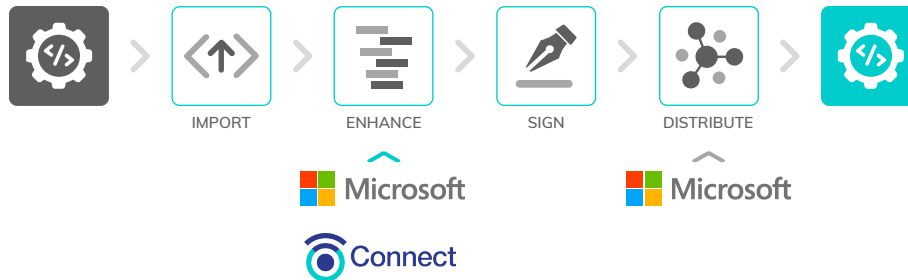 IMPORT
ENHANCE
SIGN
DISTRIBUTE
Microsoft
Microsoft
Connect